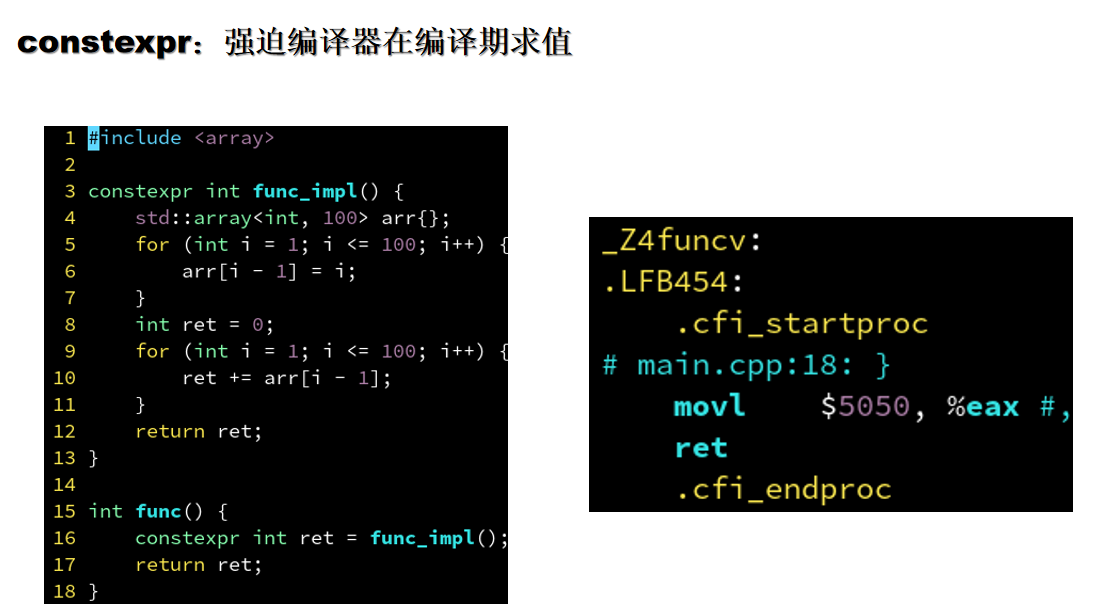 constexpr：强迫编译器在编译期求值
1 #include <array>
2
3 constexpr int func_impl() {
4     std::array<int, 100> arr{};
5     for (int i = 1; i <= 100; i++) {
6         arr[i - 1] = i;
7     }
8     int ret = 0;
9     for (int i = 1; i <= 100; i++) {
10         ret += arr[i - 1];
11     }
12     return ret;
13 }
14
15 int func() {
16     constexpr int ret = func_impl();
17     return ret;
18 }
_Z4funcv:
.LFB454:
    .cfi_startproc
# main.cpp:18: }
    movl    $5050, %eax #,
    ret
    .cfi_endproc